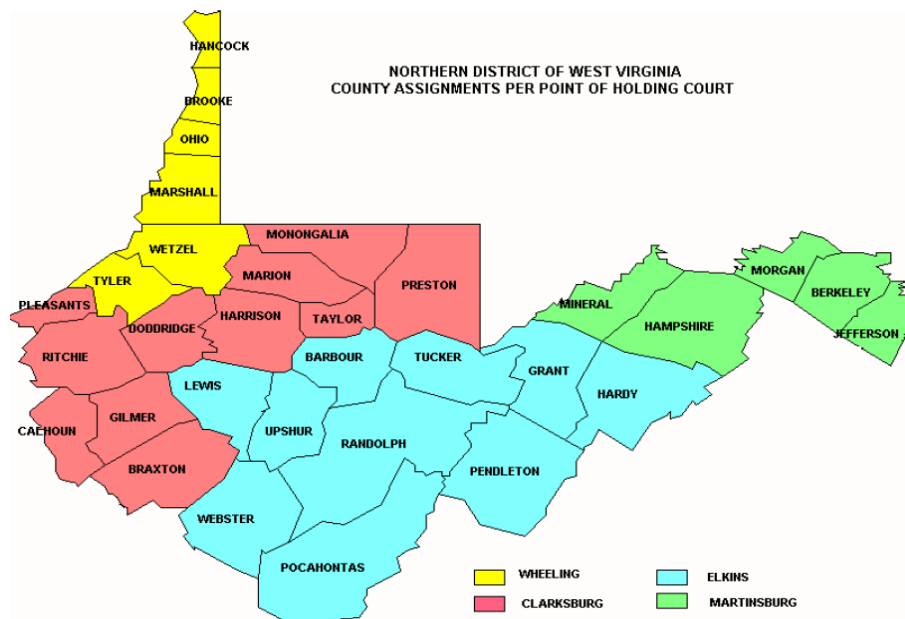 HANCOCK
NORTHERN DISTRICT OF WEST VIRGINIA
COUNTY ASSIGNMENTS PER POINT OF HOLDING COURT
BROOKE
OHIO
MARSHALL
MONONGALIA
WETZEL
TYLER
MARION
PRESTON
MORGAN
BERKELEY
PLEASANTS
MINERAL
HARRISON
TAYLOR
DODDRIDGE
HAMPSHIRE
JEFFERSON
RITCHIE
BARBOUR
TUCKER
GRANT
LEWIS
HARDY
GILMER
CALHOUN
UPSHUR
RANDOLPH
BRAXTON
PENDLETON
WEBSTER
POCAHONTAS
WHEELING
ELKINS
CLARKSBURG
MARTINSBURG